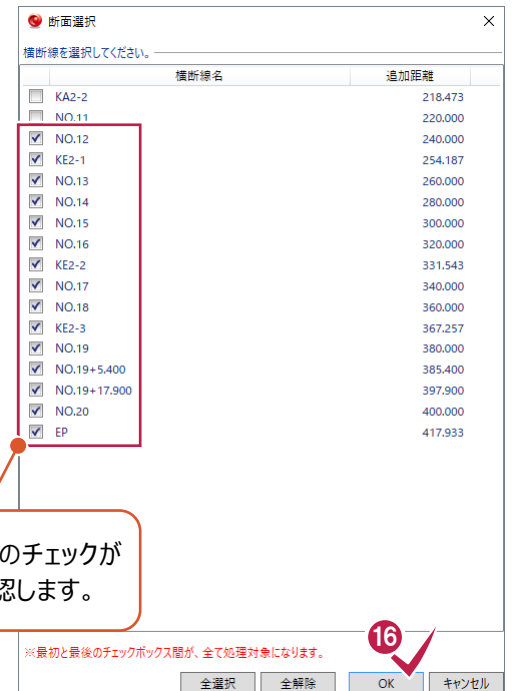 断面選択
横断線を選択してください。
横断線名 追加距離
KA2-2 218.473
NO.11 220.000
NO.12 240.000
KE2-1 254.187
NO.13 260.000
NO.14 280.000
NO.15 300.000
NO.16 320.000
KE2-2 331.543
NO.17 340.000
NO.18 360.000
KE2-3 367.257
NO.19 380.000
NO.19+5.400 385.400
NO.19+17.900 397.900
NO.20 400.000
EP 417.933
のチェックが
認します。
※最初と最後のチェックボックス間が、全て処理対象になります。
16
全選択 全解除 OK キャンセル